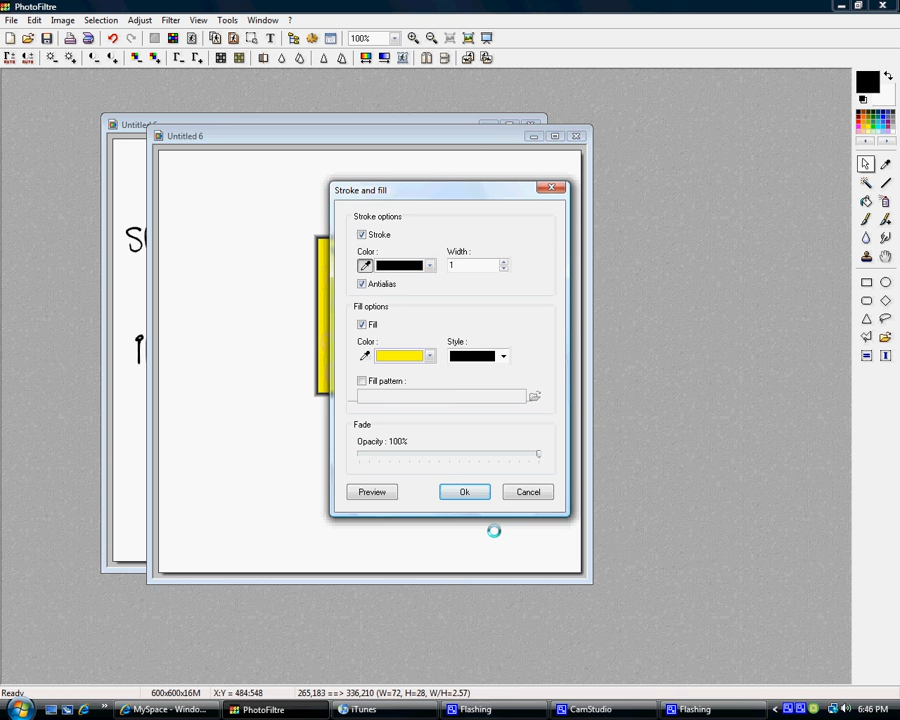 PhotoFiltre
File Edit Image Selection Adjust Filter View Tools Window ?
100%
Untitled 6
Stroke and fill
Stroke options
Stroke
Color : Width :
1
Antialias
Fill options
Fill
Color : Style :
Fill pattern :
Fade
Opacity : 100%
Preview Ok Cancel
Ready 600x600x16M X:Y = 484:548 265,183 ==> 336,210 (W=72, H=28, W/H=2.57)
MySpace - Windo... PhotoFiltre iTunes Flashing CamStudio Flashing 6:46 PM